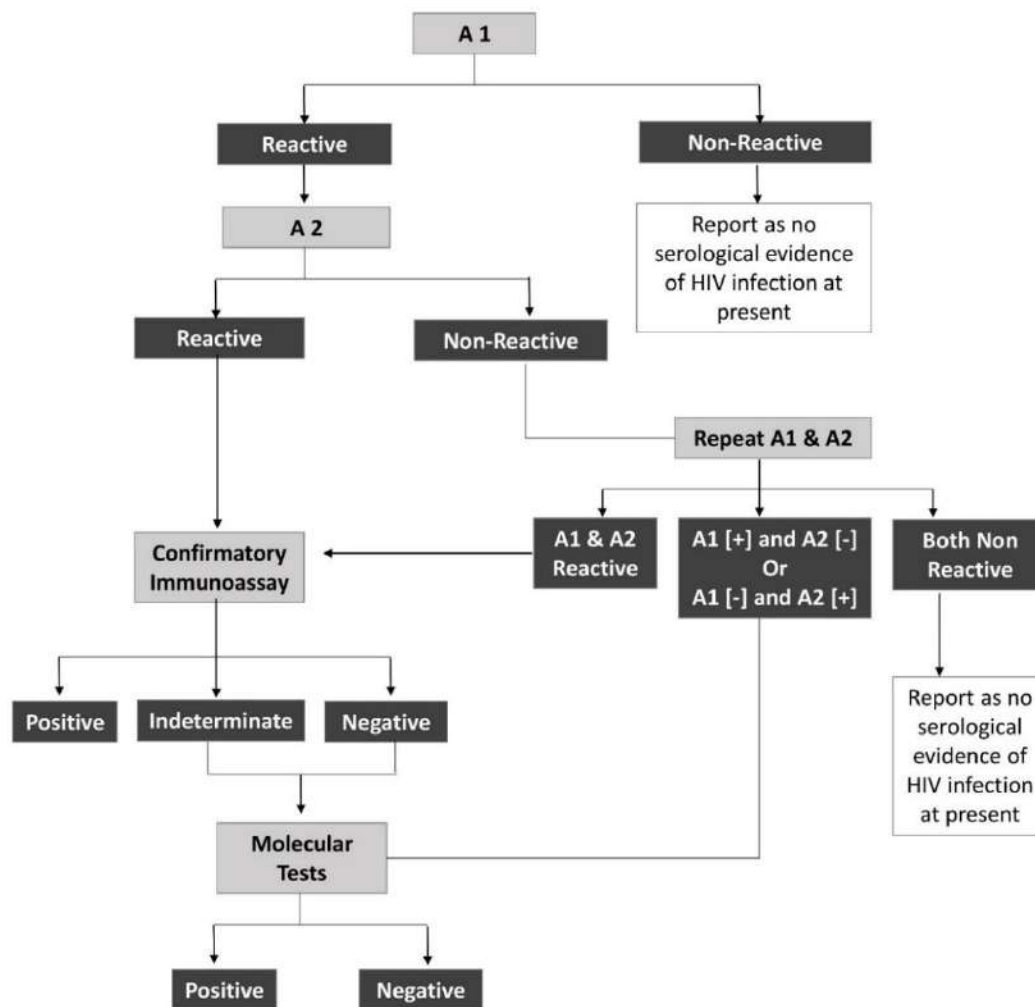 A 1
Reactive
Non-Reactive
A 2
Report as no
serological evidence
of HIV infection at
present
Reactive
Non-Reactive
Repeat A1 & A2
Confirmatory
Immunoassay
A1 & A2
Reactive
A1 [+] and A2 [-]
Or
A1 [-] and A2 [+]
Both Non
Reactive
Positive
Indeterminate
Negative
Report as no
serological
evidence of
HIV infection
at present
Molecular
Tests
Positive
Negative